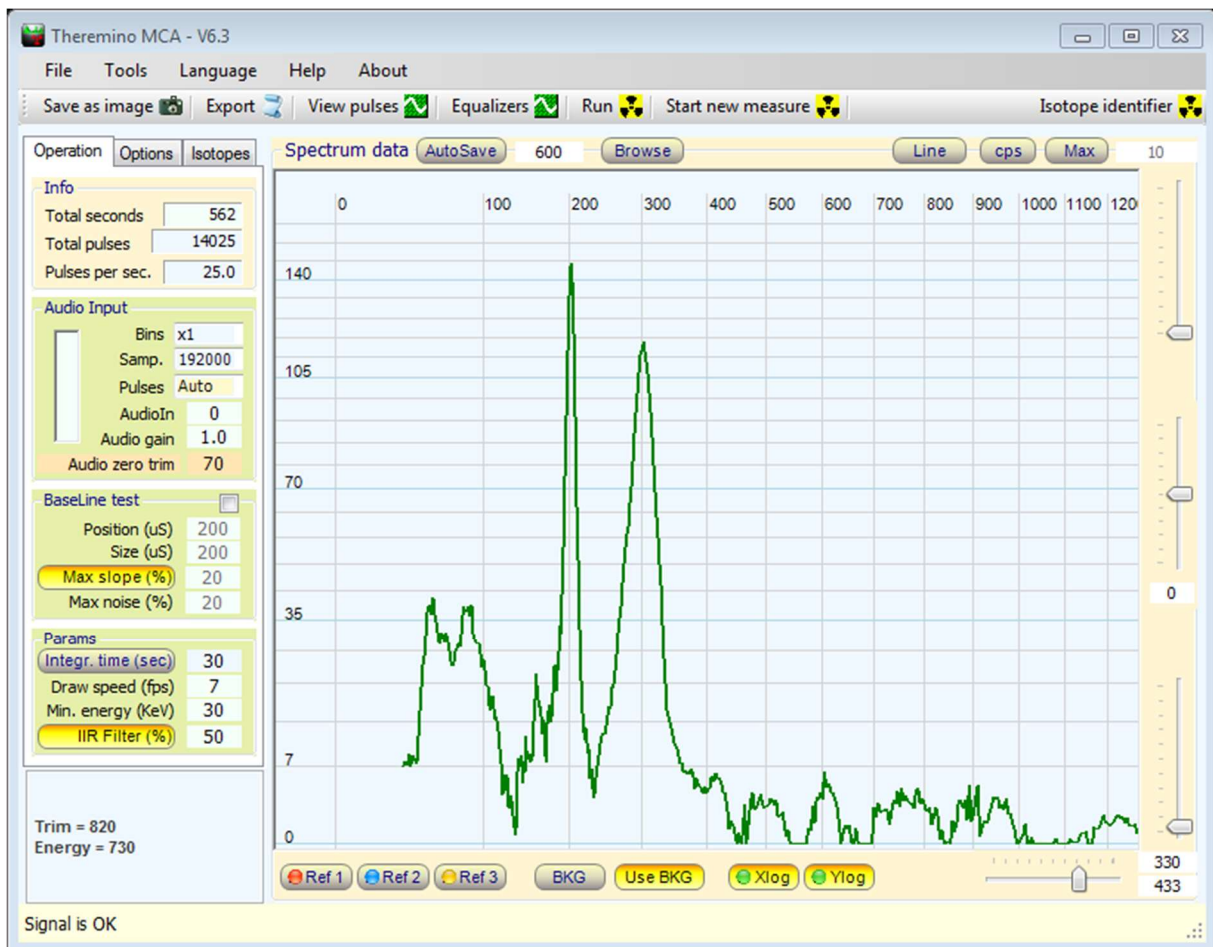 Theremino MCA - V6.3
File Tools Language Help About
Save as image Export View pulses Equalizers Run Start new measure Isotope identifier
Operation Options Isotopes
Info
Total seconds 562
Total pulses 14025
Pulses per sec. 25.0
Audio Input
Bins x1
Samp. 192000
Pulses Auto
AudioIn 0
Audio gain 1.0
Audio zero trim 70
BaseLine test
Position (uS) 200
Size (uS) 200
Max slope (%) 20
Max noise (%) 20
Params
Integr. time (sec) 30
Draw speed (fps) 7
Min. energy (KeV) 30
IIR Filter (%) 50
Trim = 820
Energy = 730
Spectrum data AutoSave 600 Browse Line cps Max 10
0 100 200 300 400 500 600 700 800 900 1000 1100 120
140
105
70
35
7
0
0
Ref 1 Ref 2 Ref 3 BKG Use BKG Xlog Ylog
330
433
Signal is OK